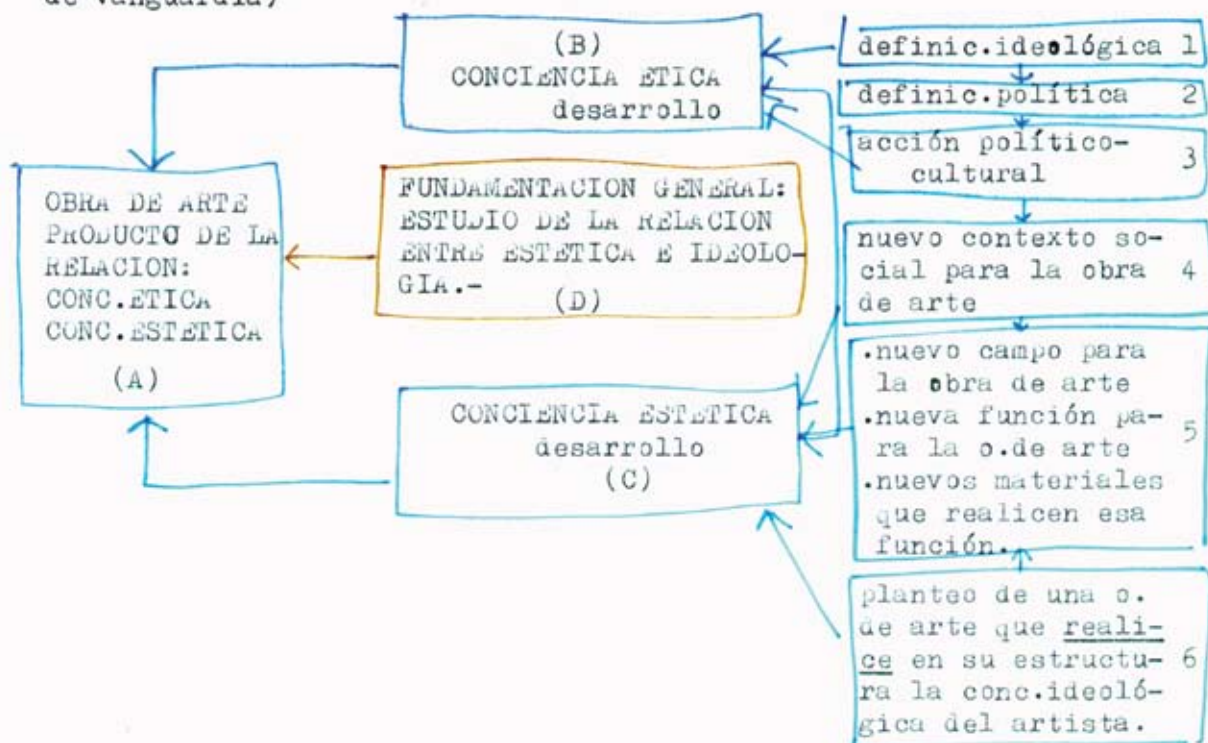 de vanguardia)
(B)
CONCIENCIA ETICA
desarrollo
definic.ideológica 1
definic.política 2
acción político-
cultural 3
OBRA DE ARTE
PRODUCTO DE LA
RELACION:
CONC.ETICA
CONC.ESTETICA
(A)
FUNDAMENTACION GENERAL:
ESTUDIO DE LA RELACION
ENTRE ESTETICA E IDEOLO-
GIA.-
(D)
nuevo contexto so-
cial para la obra 4
de arte
CONCIENCIA ESTETICA
desarrollo
(C)
.nuevo campo para
la obra de arte
.nueva función pa-
ra la o.de arte 5
.nuevos materiales
que realicen esa
función.
planteo de una o.
de arte que reali-
ce en su estructu- 6
ra la conc.ideoló-
gica del artista.